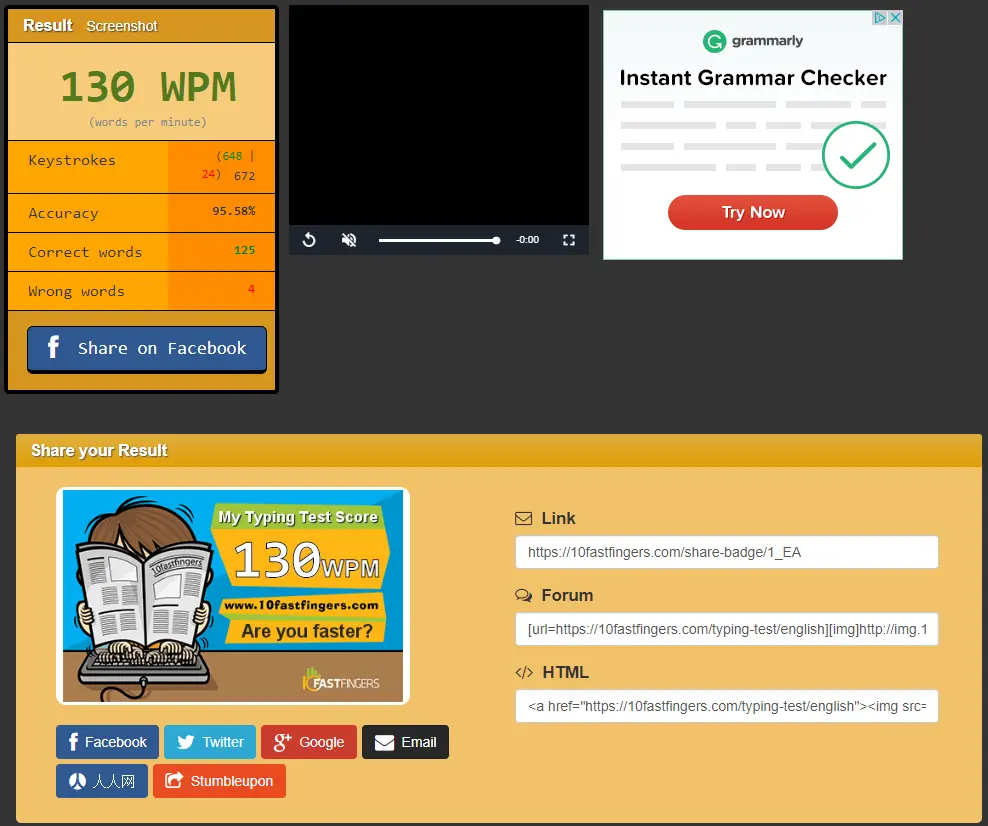 Result Screenshot
130 WPM
(words per minute)
Keystrokes (648 | 24) 672
Accuracy 95.58%
Correct words 125
Wrong words 4
Share on Facebook
-0:00
grammarly
Instant Grammar Checker
Try Now
Share your Result
My Typing Test Score
130WPM
10fastfingers
www.10fastfingers.com
Are you faster?
10FASTFINGERS
Link
https://10fastfingers.com/share-badge/1_EA
Forum
[url=https://10fastfingers.com/typing-test/english][img]http://img.1
</> HTML
<a href="https://10fastfingers.com/typing-test/english"><img src=
Facebook Twitter Google Email
人人网 Stumbleupon